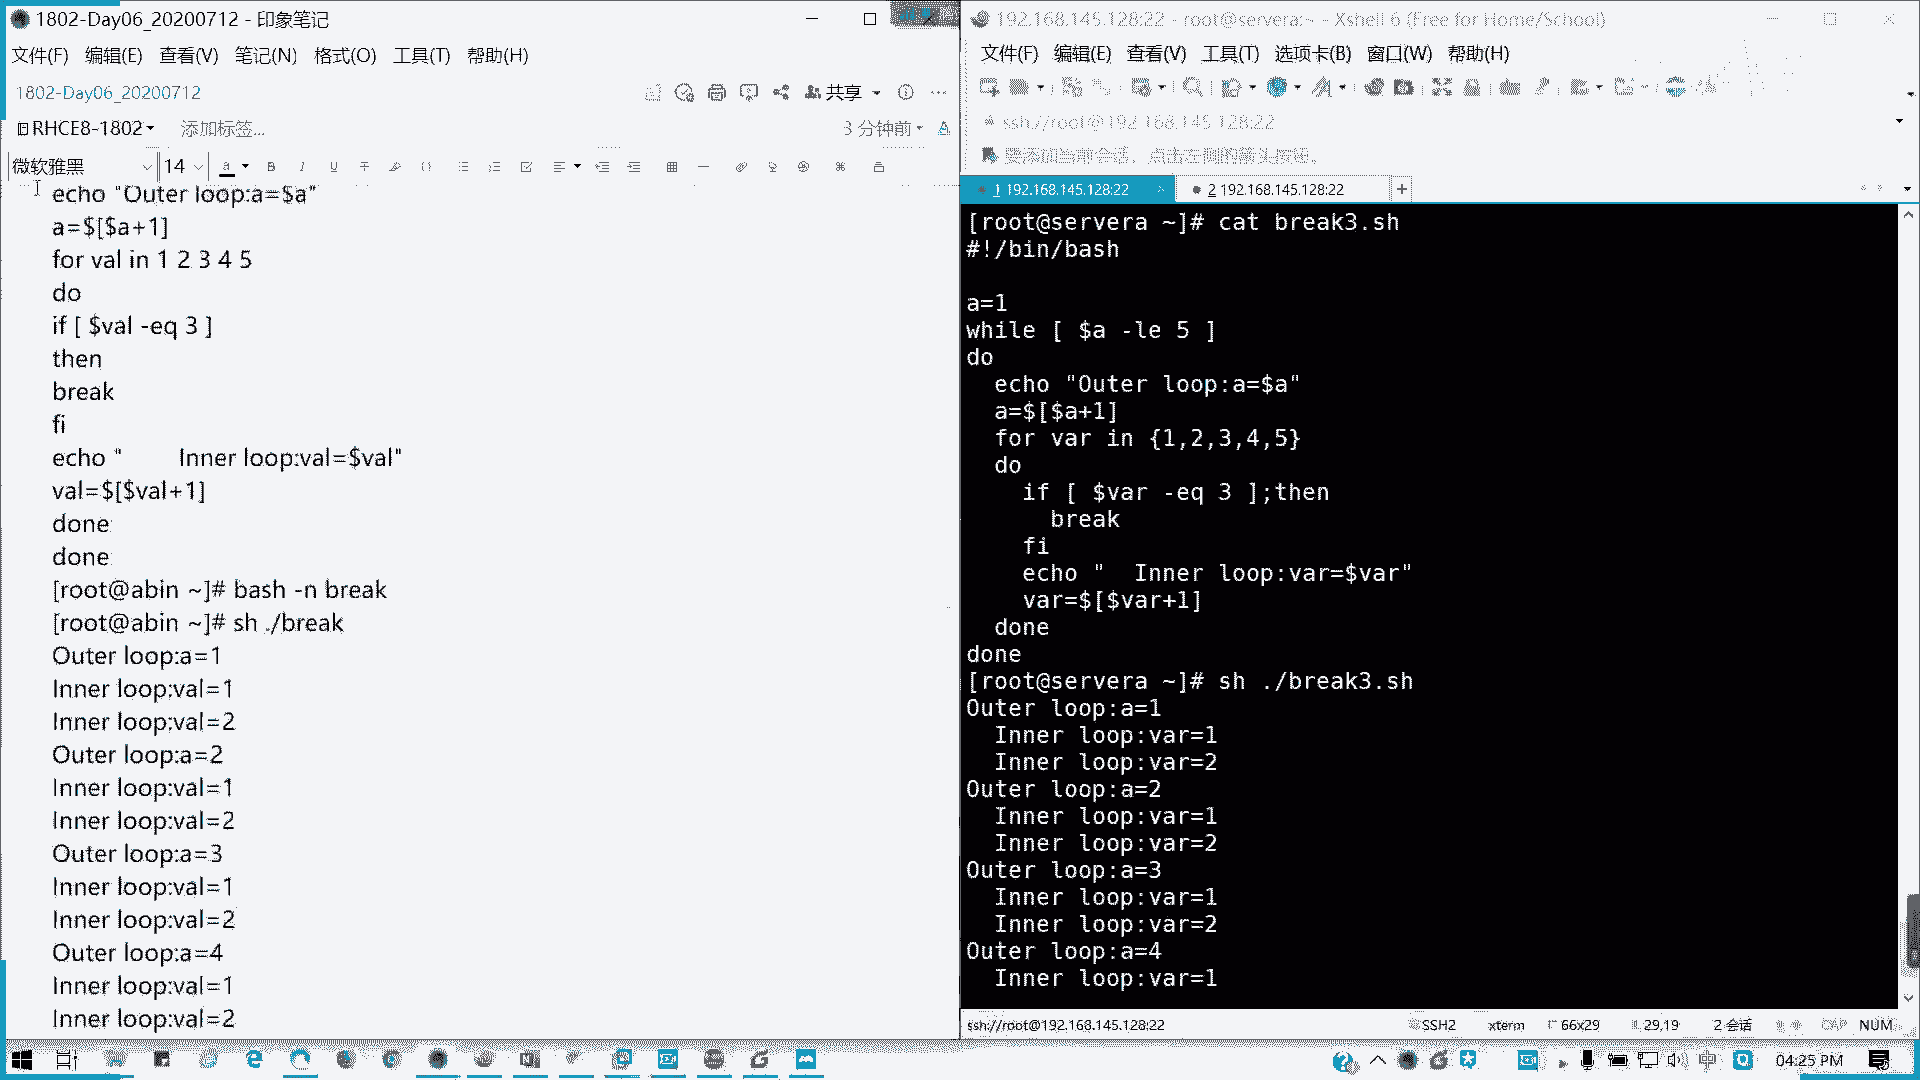 1802-Day06_20200712 - 印象笔记
文件(F) 编辑(E) 查看(V) 笔记(N) 格式(O) 工具(T) 帮助(H)
1802-Day06_20200712
共享
RHCE8-1802
添加标签...
3 分钟前
微软雅黑 14
echo "Outer loop:a=$a"
a=$[$a+1]
for val in 1 2 3 4 5
do
if [ $val -eq 3 ]
then
break
fi
echo "        Inner loop:val=$val"
val=$[$val+1]
done
done
[root@abin ~]# bash -n break
[root@abin ~]# sh ./break
Outer loop:a=1
Inner loop:val=1
Inner loop:val=2
Outer loop:a=2
Inner loop:val=1
Inner loop:val=2
Outer loop:a=3
Inner loop:val=1
Inner loop:val=2
Outer loop:a=4
Inner loop:val=1
Inner loop:val=2
192.168.145.128:22 - root@servera:~ - Xshell 6 (Free for Home/School)
文件(F) 编辑(E) 查看(V) 工具(T) 选项卡(B) 窗口(W) 帮助(H)
ssh://root@192.168.145.128:22
要添加当前会话，点击左侧的箭头按钮。
1 192.168.145.128:22
2 192.168.145.128:22
[root@servera ~]# cat break3.sh
#!/bin/bash
a=1
while [ $a -le 5 ]
do
  echo "Outer loop:a=$a"
  a=$[$a+1]
  for var in {1,2,3,4,5}
  do
    if [ $var -eq 3 ];then
      break
    fi
    echo "  Inner loop:var=$var"
    var=$[$var+1]
  done
done
[root@servera ~]# sh ./break3.sh
Outer loop:a=1
  Inner loop:var=1
  Inner loop:var=2
Outer loop:a=2
  Inner loop:var=1
  Inner loop:var=2
Outer loop:a=3
  Inner loop:var=1
  Inner loop:var=2
Outer loop:a=4
  Inner loop:var=1
ssh://root@192.168.145.128:22 SSH2 xterm 66x29 29,19 2 会话 CAP NUM
中 04:25 PM